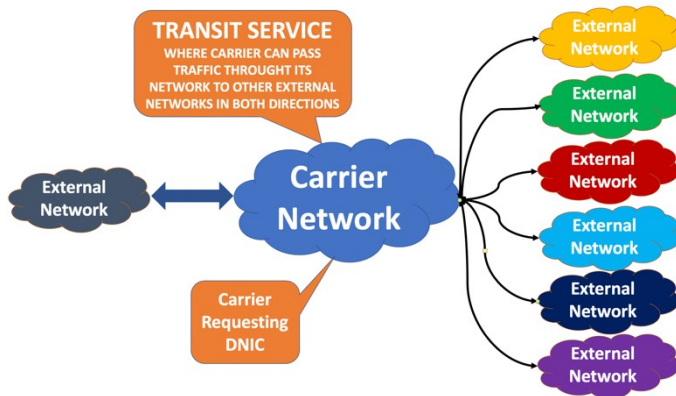 TRANSIT SERVICE
WHERE CARRIER CAN PASS
TRAFFIC THROUGHT ITS
NETWORK TO OTHER EXTERNAL
NETWORKS IN BOTH DIRECTIONS
External
Network
Carrier
Network
Carrier
Requesting
DNIC
External
Network
External
Network
External
Network
External
Network
External
Network
External
Network